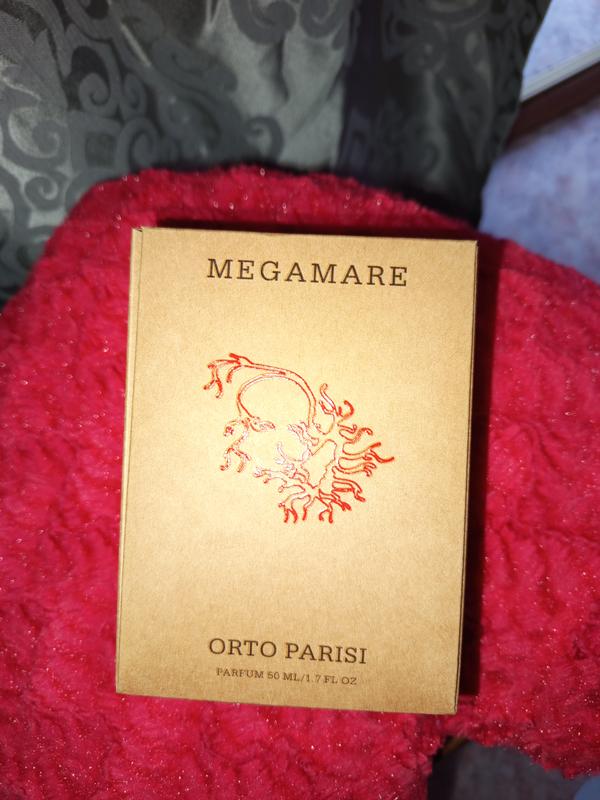 MEGAMARE
ORTO PARISI
PARFUM 50 ML/1.7 FL OZ